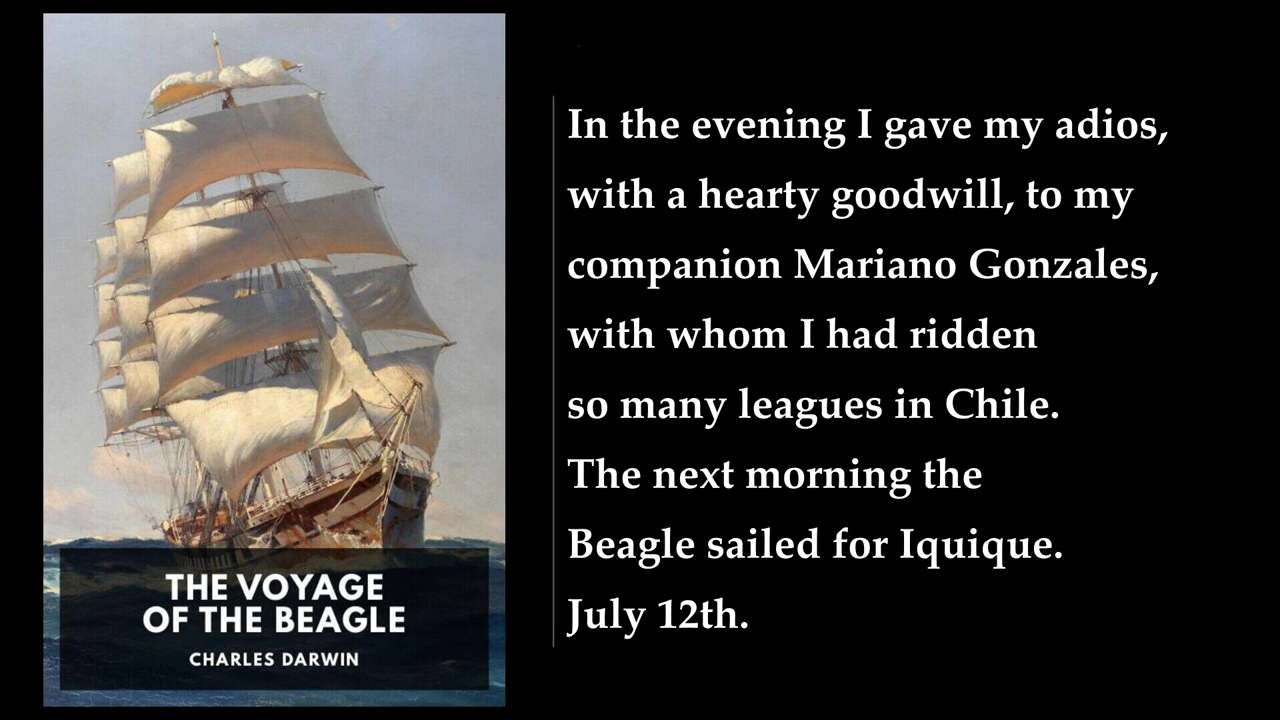 THE VOYAGE
OF THE BEAGLE
CHARLES DARWIN
In the evening I gave my adios,
with a hearty goodwill, to my
companion Mariano Gonzales,
with whom I had ridden
so many leagues in Chile.
The next morning the
Beagle sailed for Iquique.
July 12th.